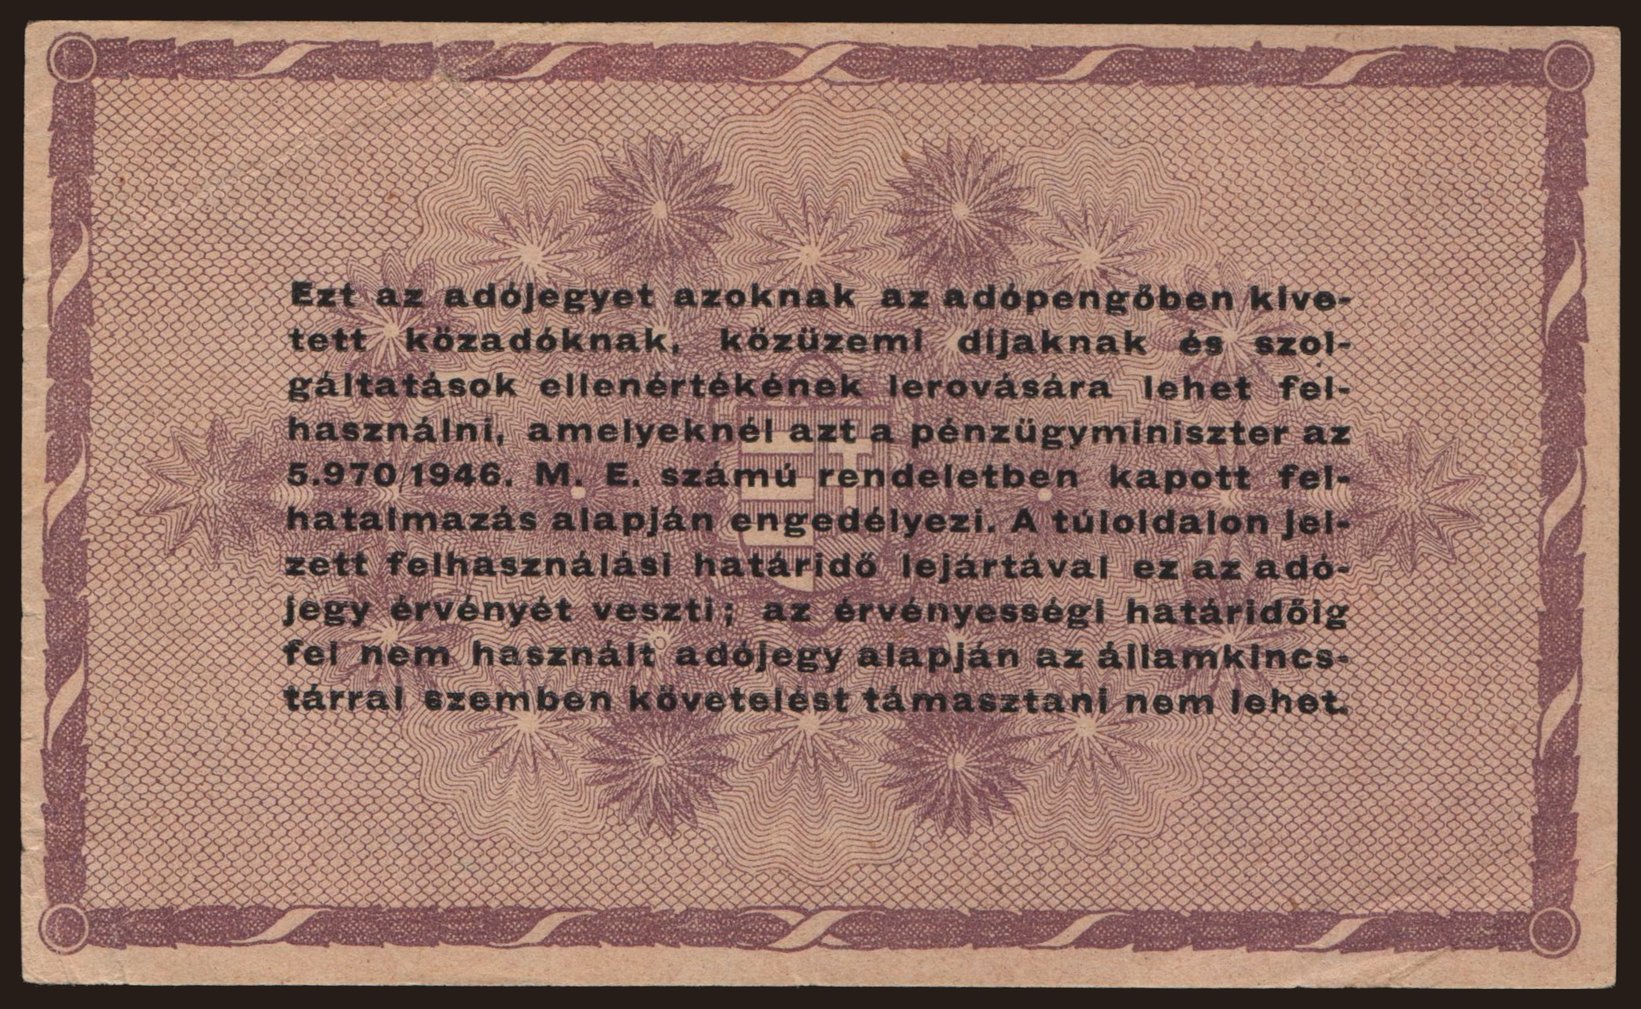 Ezt az adójegyet azoknak az adópengőben kive-
tett közadóknak, közüzemi díjaknak és szol-
gáltatások ellenértékének lerovására lehet fel-
használni, amelyeknél azt a pénzügyminiszter az
5.970/1946. M. E. számú rendeletben kapott fel-
hatalmazás alapján engedélyezi. A túloldalon jel-
zett felhasználási határidő lejártával ez az adó-
jegy érvényét veszti; az érvényességi határidőig
fel nem használt adójegy alapján az államkincs-
tárral szemben követelést támasztani nem lehet.